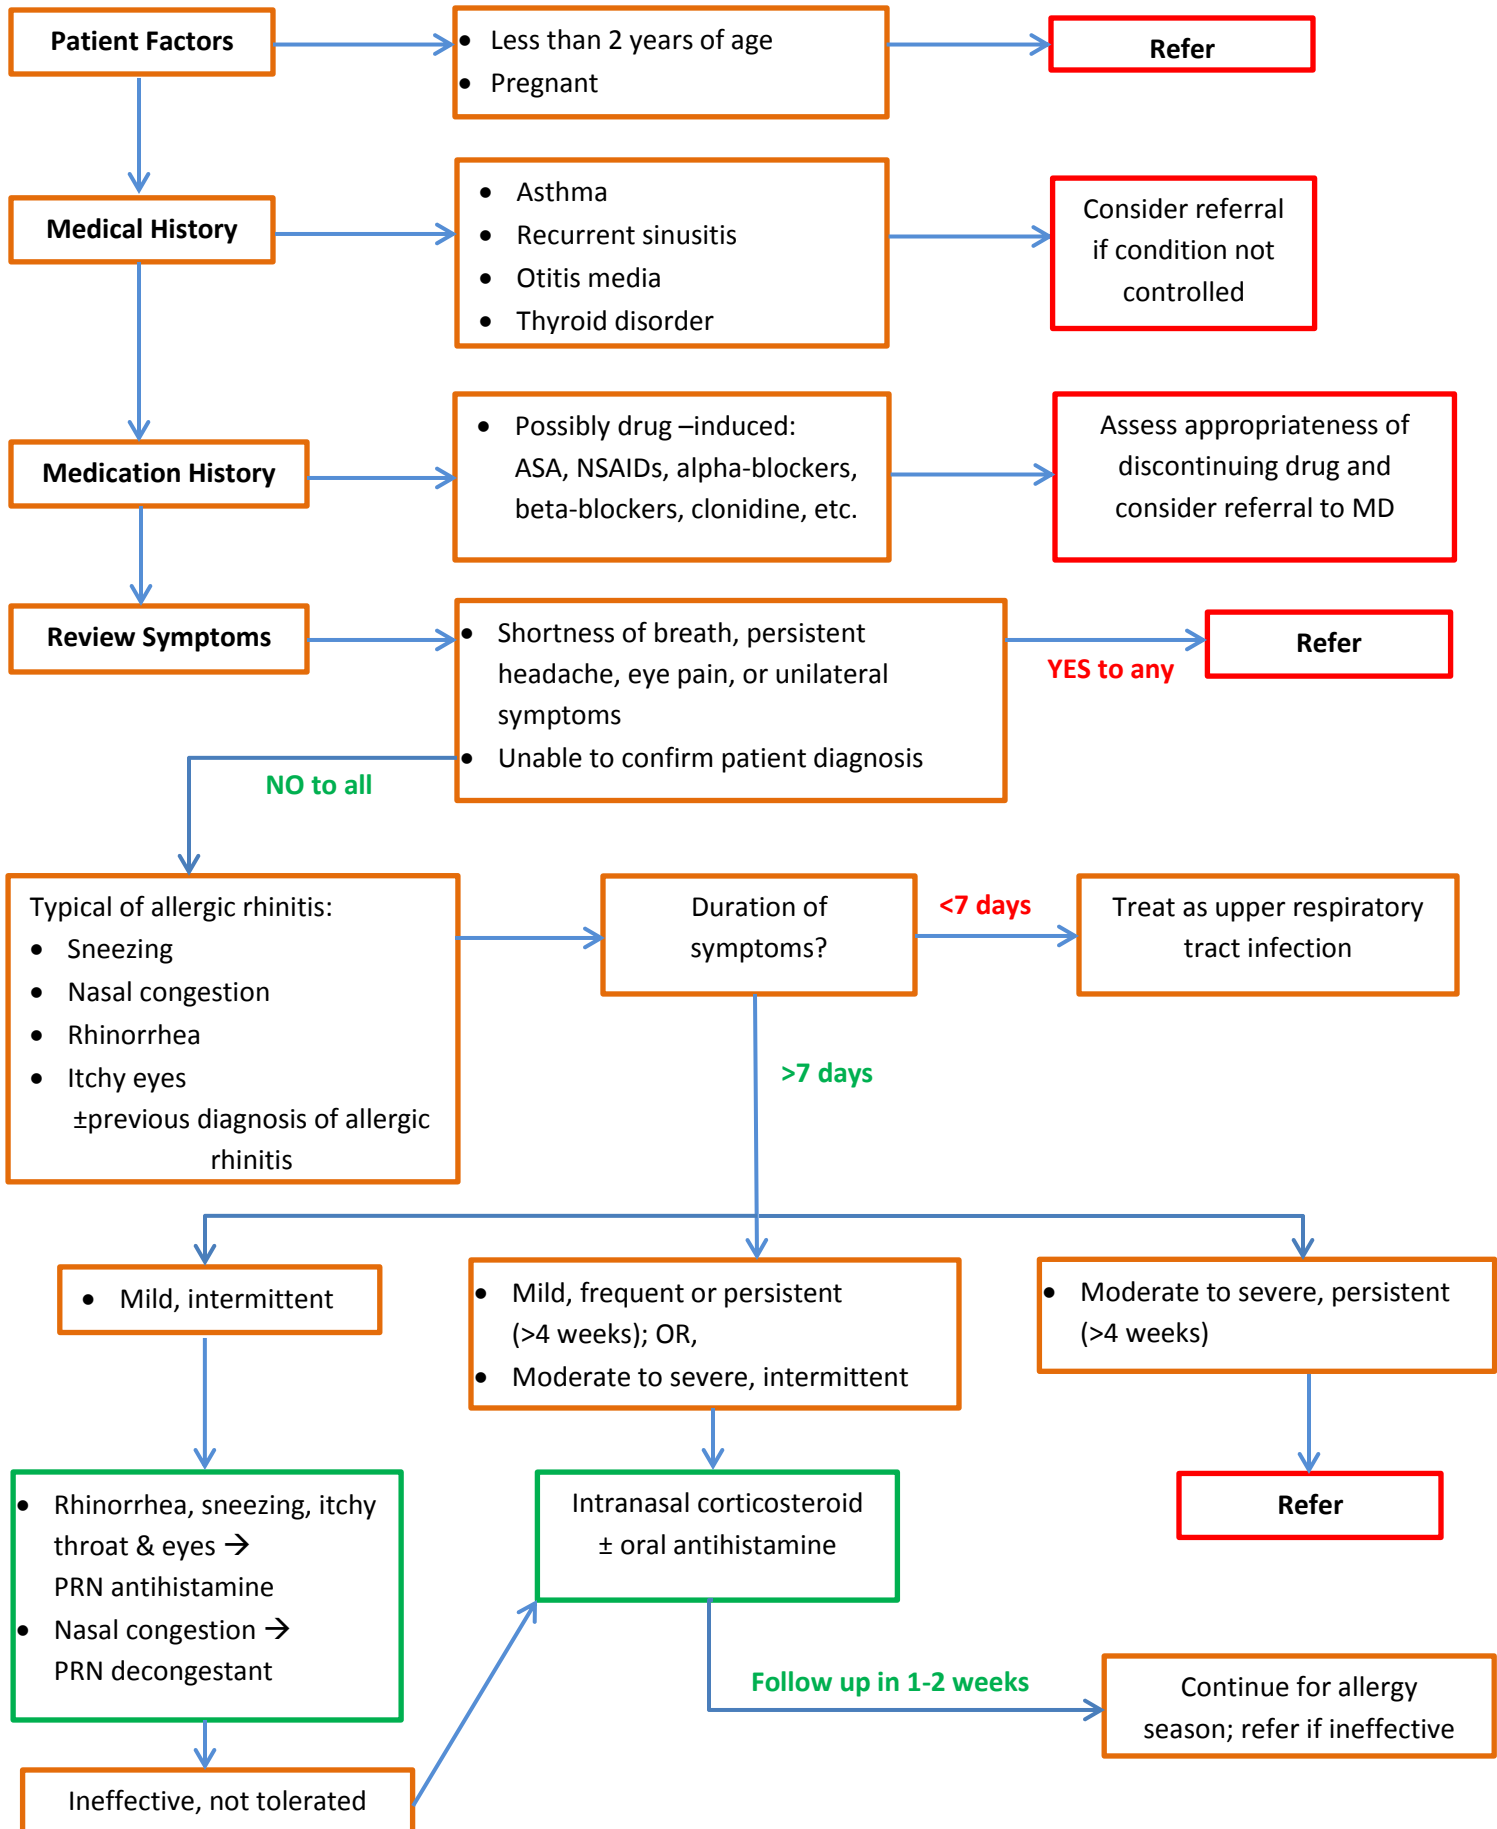 Patient Factors
• Less than 2 years of age
• Pregnant
Refer
Medical History
• Asthma
• Recurrent sinusitis
• Otitis media
• Thyroid disorder
Consider referral
if condition not
controlled
Medication History
• Possibly drug –induced:
ASA, NSAIDs, alpha-blockers,
beta-blockers, clonidine, etc.
Assess appropriateness of
discontinuing drug and
consider referral to MD
Review Symptoms
• Shortness of breath, persistent
headache, eye pain, or unilateral
symptoms
• Unable to confirm patient diagnosis
YES to any
Refer
NO to all
Typical of allergic rhinitis:
• Sneezing
• Nasal congestion
• Rhinorrhea
• Itchy eyes
±previous diagnosis of allergic
rhinitis
Duration of
symptoms?
<7 days
Treat as upper respiratory
tract infection
>7 days
• Mild, intermittent
• Mild, frequent or persistent
(>4 weeks); OR,
• Moderate to severe, intermittent
• Moderate to severe, persistent
(>4 weeks)
• Rhinorrhea, sneezing, itchy
throat & eyes →
PRN antihistamine
• Nasal congestion →
PRN decongestant
Intranasal corticosteroid
± oral antihistamine
Refer
Follow up in 1-2 weeks
Continue for allergy
season; refer if ineffective
Ineffective, not tolerated